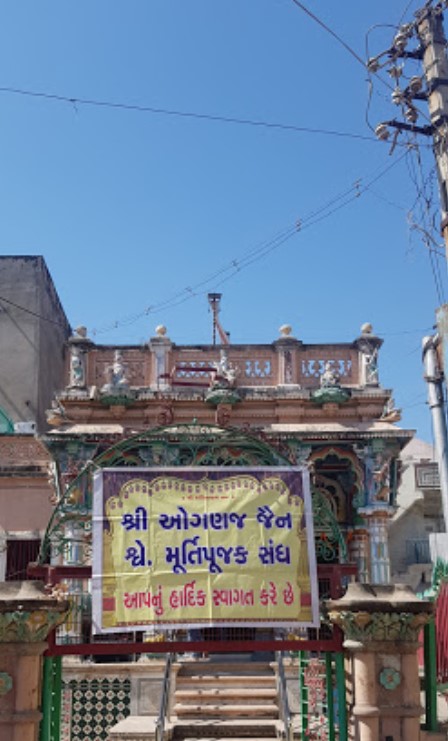 શ્રી ઓગણજ જૈન
શ્વે. મૂર્તિપૂજક સંઘ
આપનું હાર્દિક સ્વાગત કરે છે